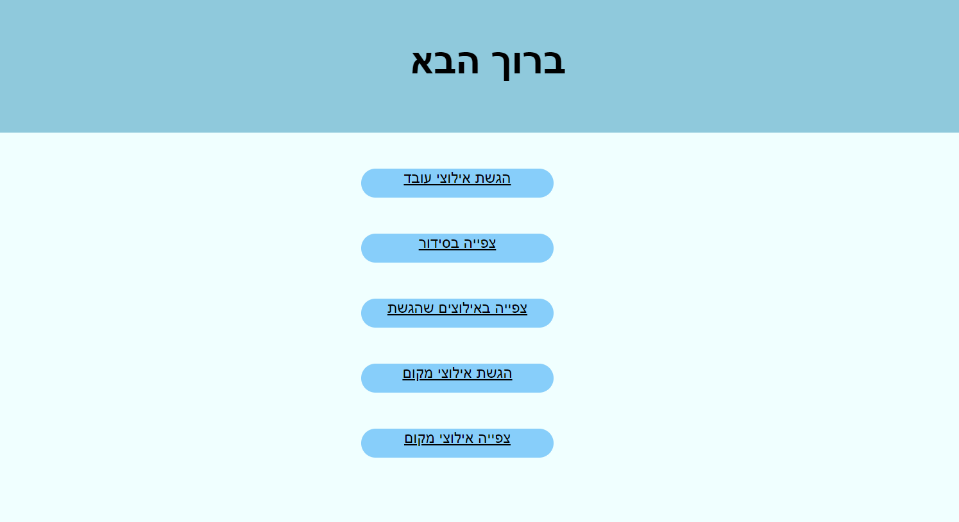 ברוך הבא
הגשת אילוצי עובד
צפייה בסידור
צפייה באילוצים שהגשת
הגשת אילוצי מקום
צפייה אילוצי מקום